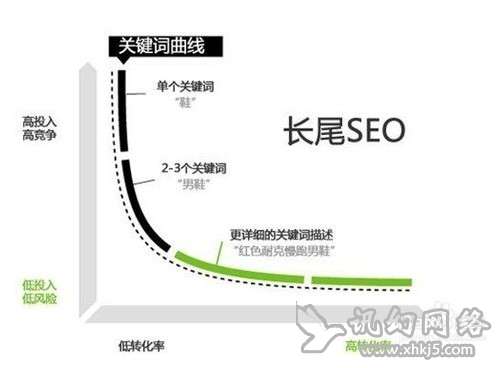 关键词曲线
单个关键词
"鞋"
高投入
高竞争
长尾SEO
2-3个关键词
"男鞋"
更详细的关键词描述
"红色耐克慢跑男鞋"
低投入
低风险
讯幻网络
低转化率
高转化率
www.xhkj5.com